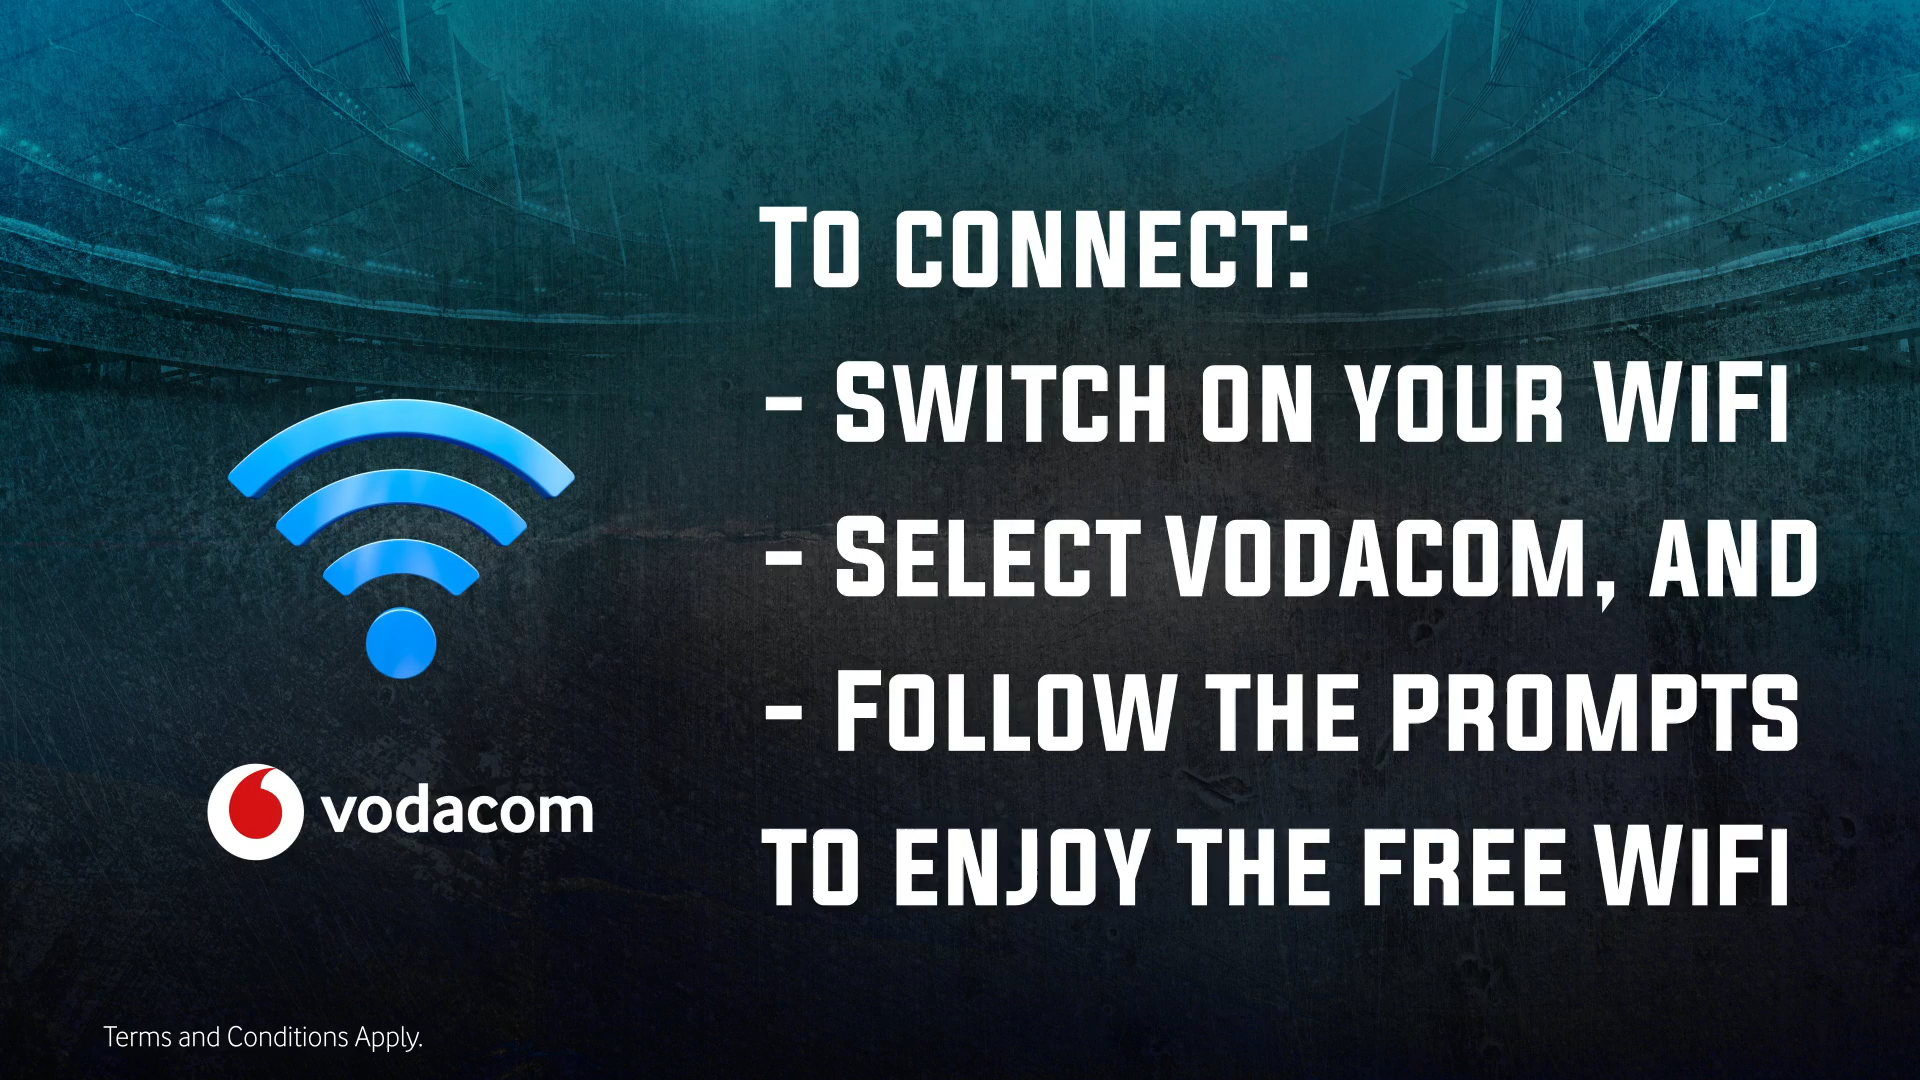 To connect:
- Switch on your WiFi
- Select Vodacom, and
- Follow the prompts
to enjoy the free WiFi
vodacom
Terms and Conditions Apply.